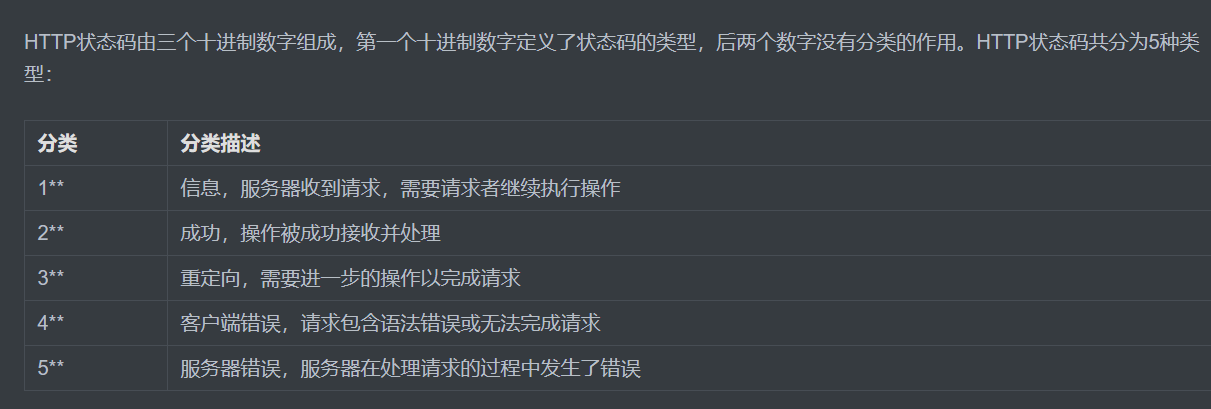 HTTP状态码由三个十进制数字组成，第一个十进制数字定义了状态码的类型，后两个数字没有分类的作用。HTTP状态码共分为5种类
型：
分类 分类描述
1** 信息，服务器收到请求，需要请求者继续执行操作
2** 成功，操作被成功接收并处理
3** 重定向，需要进一步的操作以完成请求
4** 客户端错误，请求包含语法错误或无法完成请求
5** 服务器错误，服务器在处理请求的过程中发生了错误